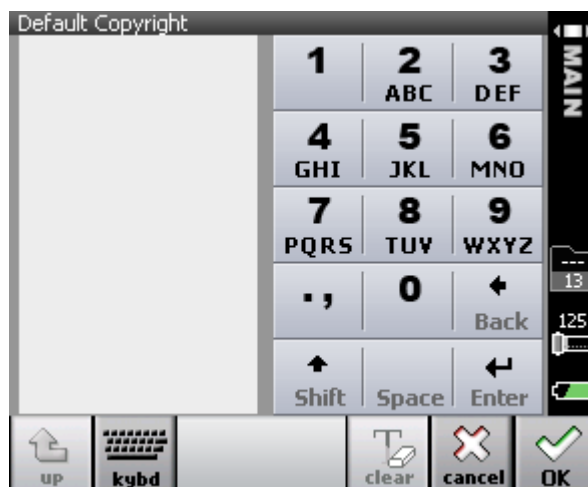 Default Copyright
MAIN
1 2 3
ABC DEF
4 5 6
GHI JKL MNO
7 8 9
PQRS TUV WXYZ
., 0
Back
Shift Space Enter
---
13
125
up kybd clear cancel OK